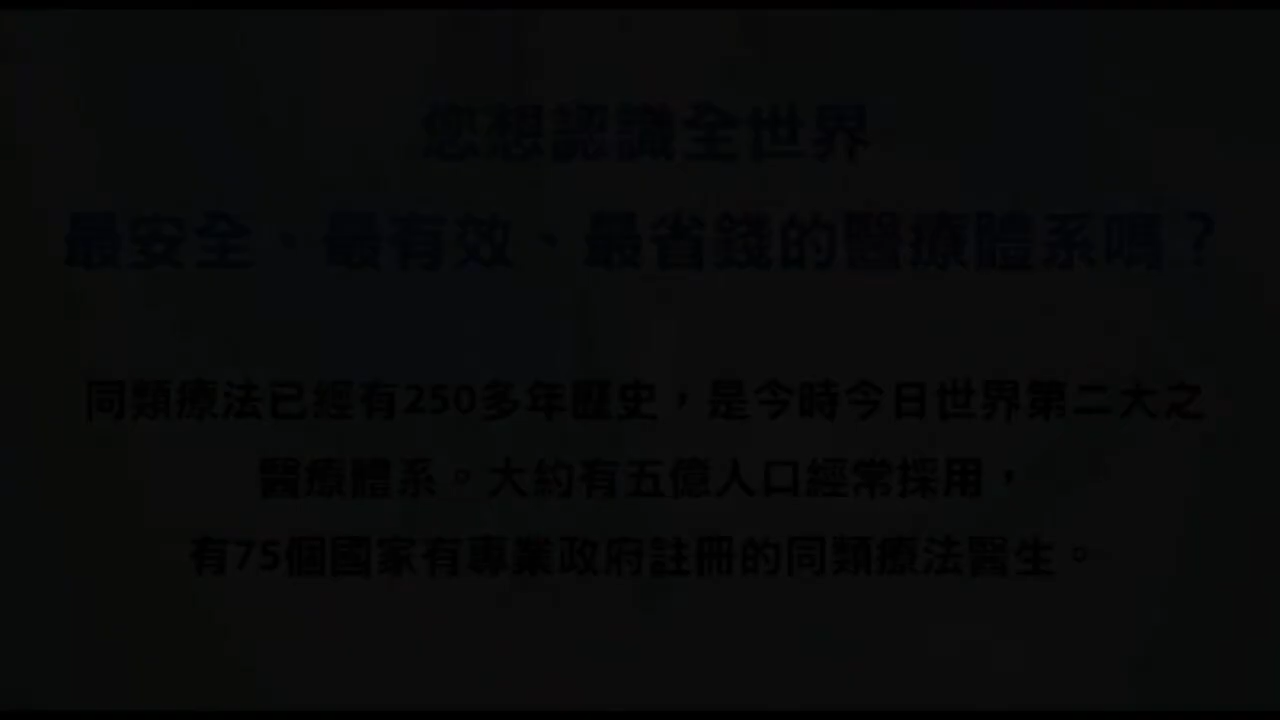 您想認識全世界
最安全、最有效、最省錢的醫療體系嗎？
同類療法已經有250多年歷史，是今時今日世界第二大之
醫療體系。大約有五億人口經常採用，
有75個國家有專業政府註冊的同類療法醫生。